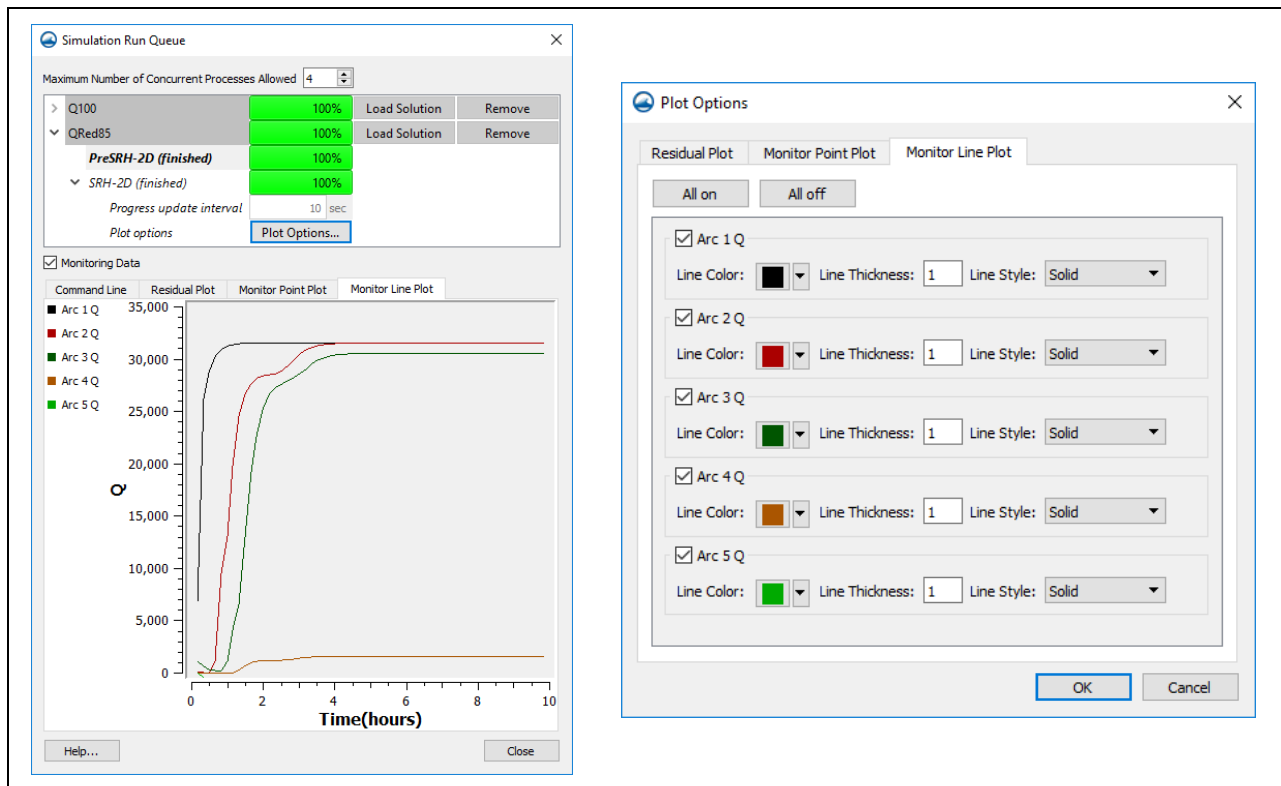 Simulation Run Queue
Maximum Number of Concurrent Processes Allowed 4
Q100 100% Load Solution Remove
QRed85 100% Load Solution Remove
PreSRH-2D (finished) 100%
SRH-2D (finished) 100%
Progress update interval 10 sec
Plot options Plot Options...
Monitoring Data
Command Line Residual Plot Monitor Point Plot Monitor Line Plot
Arc 1 Q
Arc 2 Q
Arc 3 Q
Arc 4 Q
Arc 5 Q
35,000
30,000
25,000
20,000
15,000
10,000
5,000
0
Q
0 2 4 6 8 10
Time(hours)
Help... Close
Plot Options
Residual Plot Monitor Point Plot Monitor Line Plot
All on All off
Arc 1 Q
Line Color: Line Thickness: 1 Line Style: Solid
Arc 2 Q
Line Color: Line Thickness: 1 Line Style: Solid
Arc 3 Q
Line Color: Line Thickness: 1 Line Style: Solid
Arc 4 Q
Line Color: Line Thickness: 1 Line Style: Solid
Arc 5 Q
Line Color: Line Thickness: 1 Line Style: Solid
OK Cancel